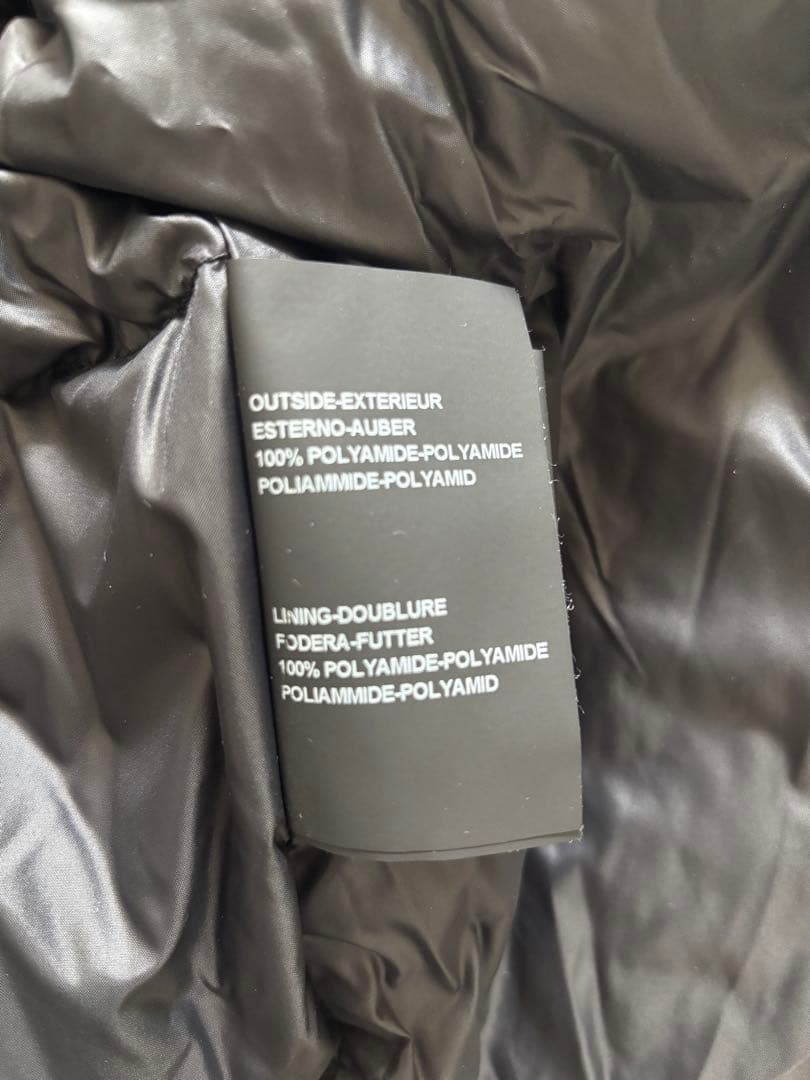 OUTSIDE-EXTERIEUR
ESTERNO-AUBER
100% POLYAMIDE-POLYAMIDE
POLIAMMIDE-POLYAMID
LINING-DOUBLURE
FODERA-FUTTER
100% POLYAMIDE-POLYAMIDE
POLIAMMIDE-POLYAMID